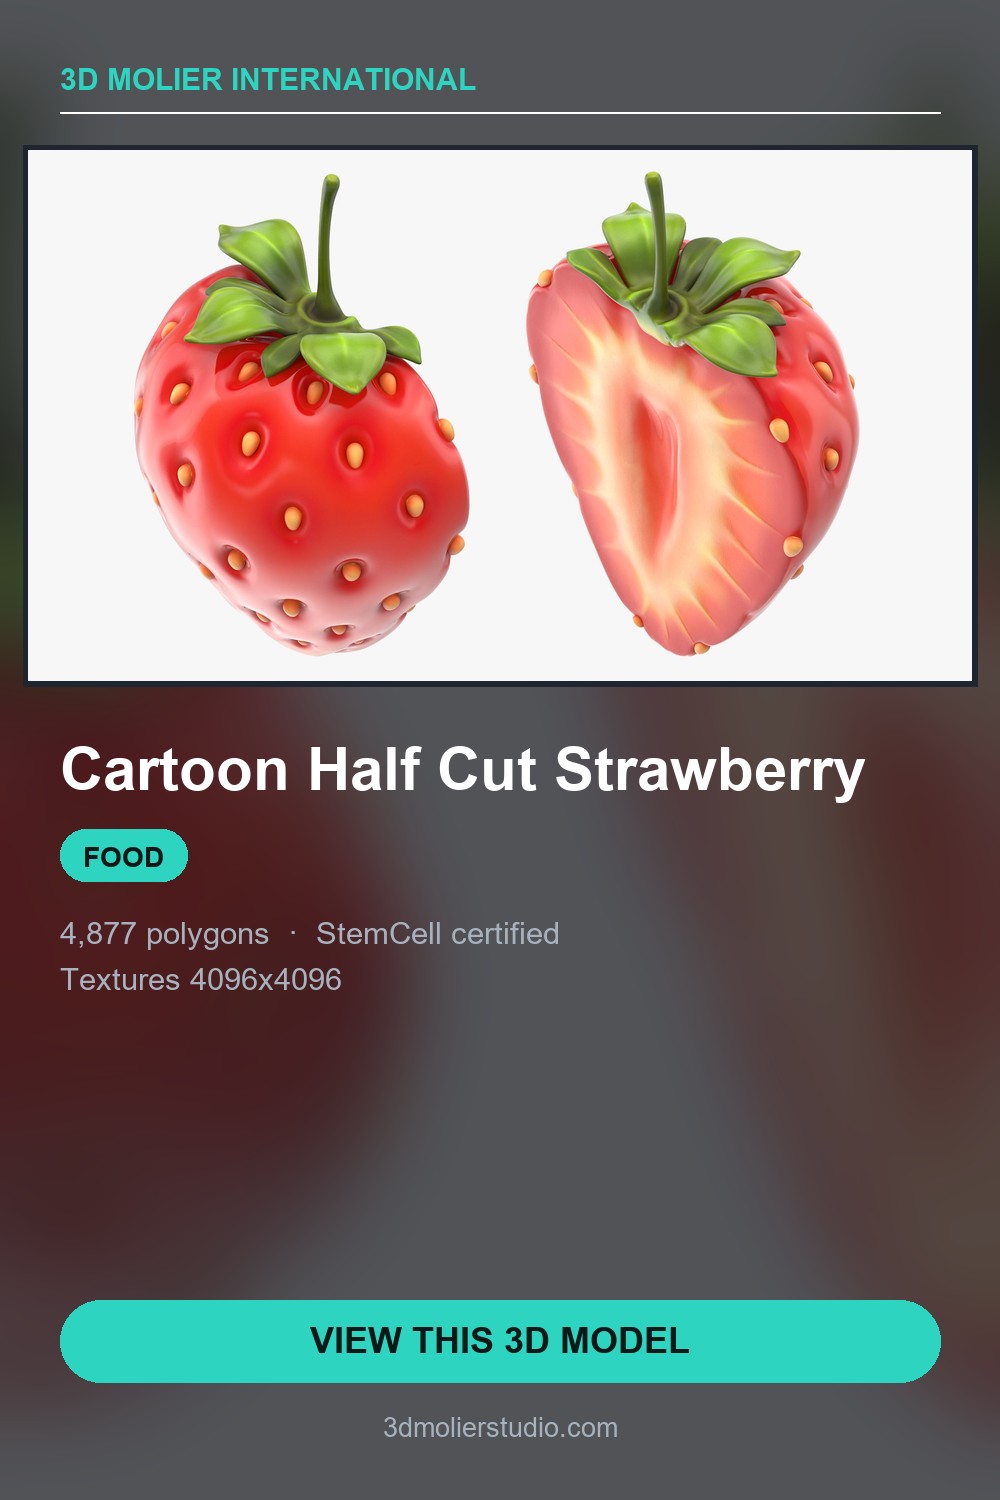 3D MOLIER INTERNATIONAL
Cartoon Half Cut Strawberry
FOOD
4,877 polygons · StemCell certified
Textures 4096x4096
VIEW THIS 3D MODEL
3dmolierstudio.com